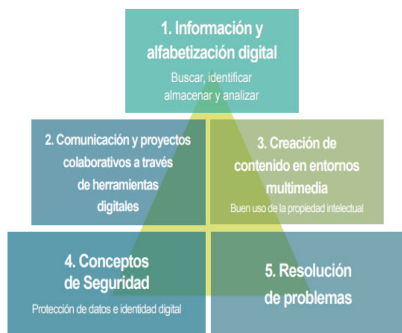 1. Información y
alfabetización digital
Buscar, identificar
almacenar y analizar
2. Comunicación y proyectos
colaborativos a través
de herramientas
digitales
3. Creación de
contenido en entornos
multimedia
Buen uso de la propiedad intelectual
4. Conceptos
de Seguridad
Protección de datos e identidad digital
5. Resolución
de problemas